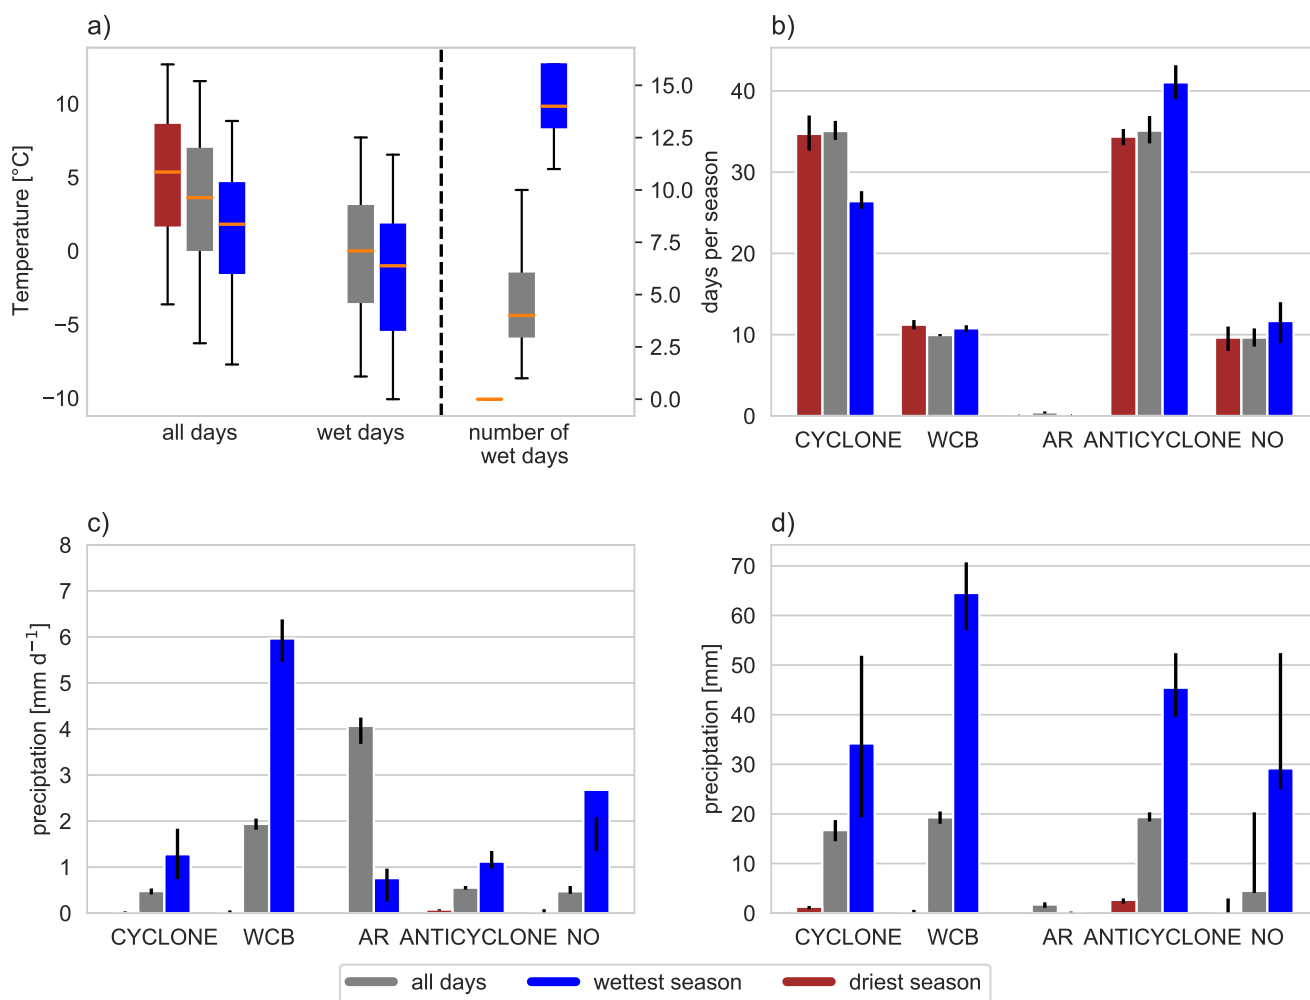 a)
Temperature [°C]
10
5
0
−5
−10
15.0
12.5
10.0
7.5
5.0
2.5
0.0
all days
wet days
number of
wet days
b)
days per season
40
30
20
10
0
CYCLONE
WCB
AR
ANTICYCLONE
NO
c)
preciptation [mm d⁻¹]
8
7
6
5
4
3
2
1
0
CYCLONE
WCB
AR
ANTICYCLONE
NO
d)
preciptation [mm]
70
60
50
40
30
20
10
0
CYCLONE
WCB
AR
ANTICYCLONE
NO
all days
wettest season
driest season